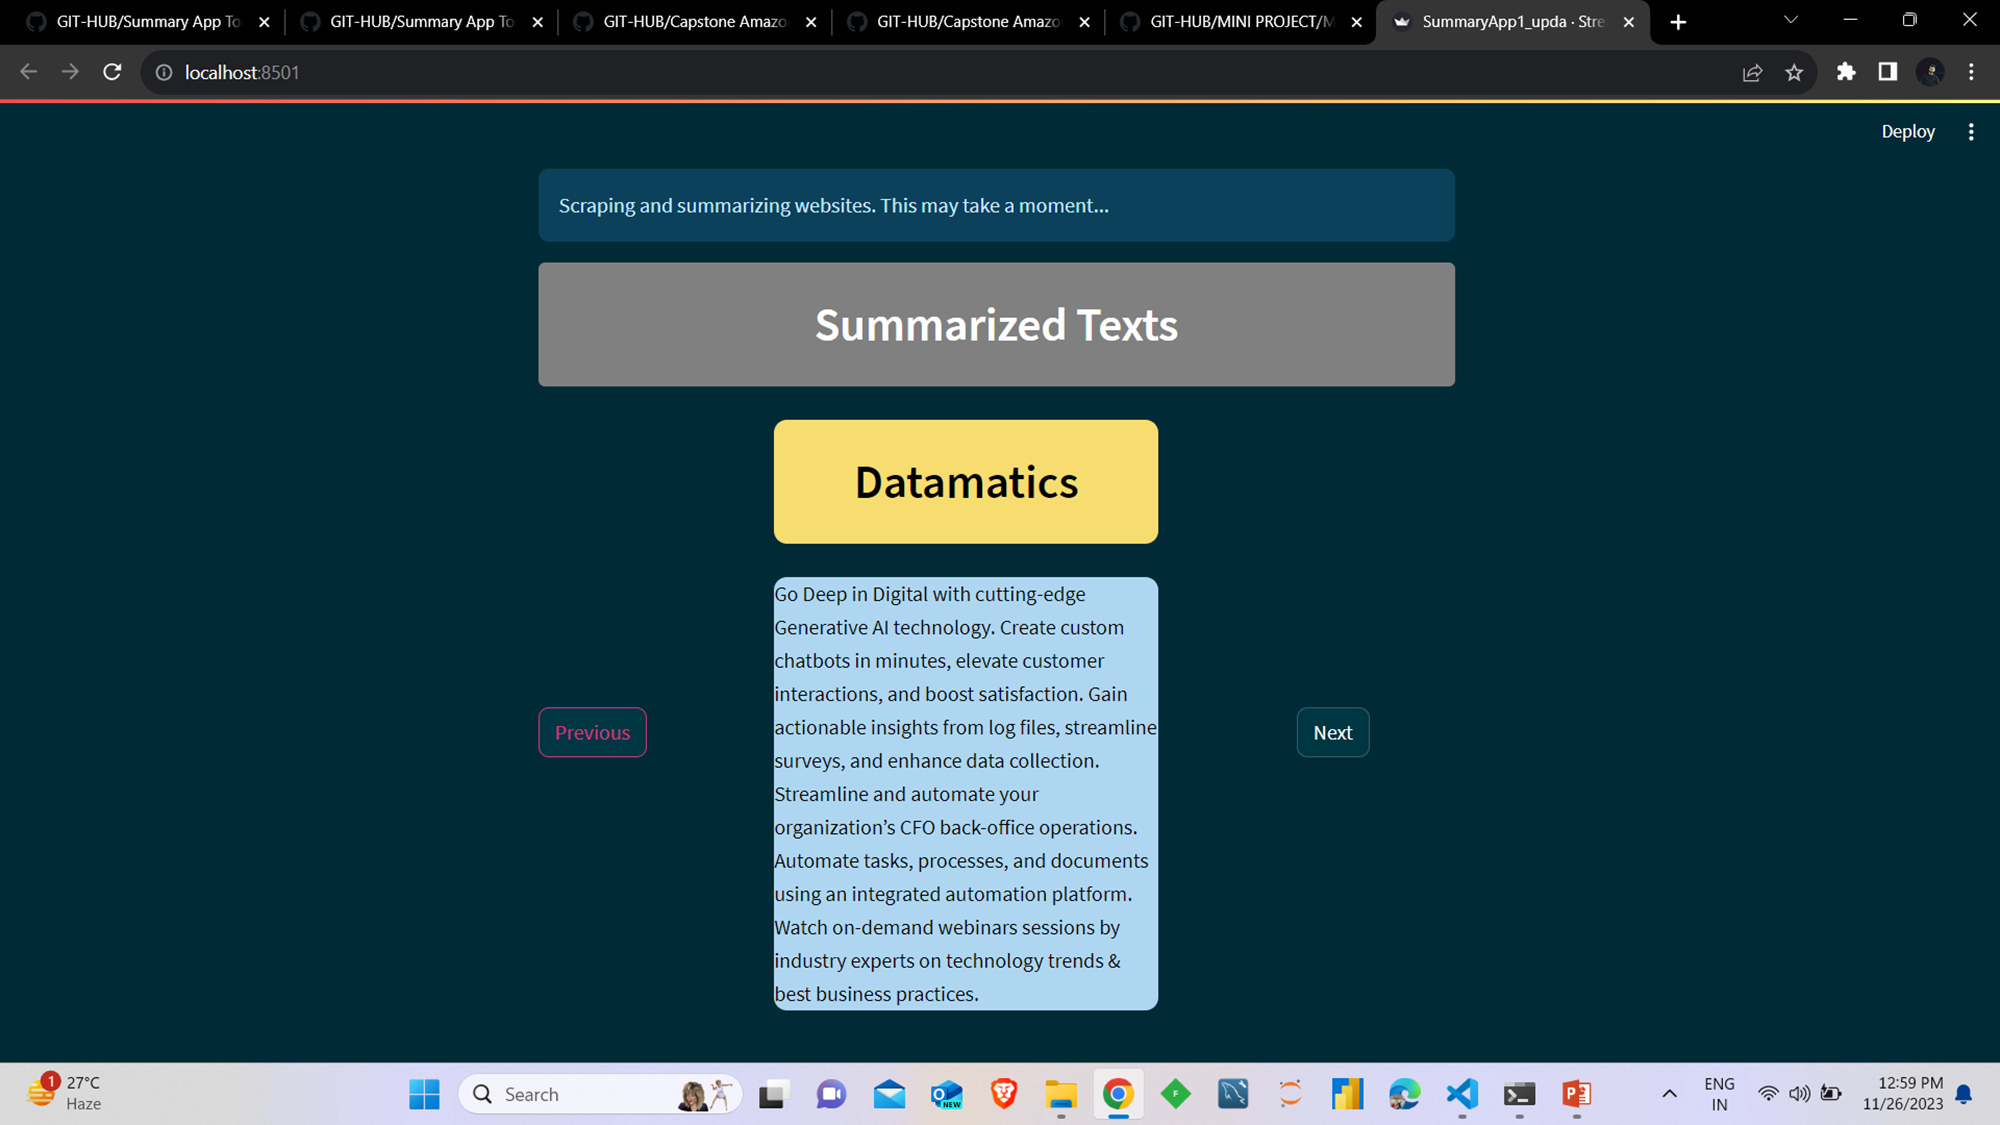 GIT-HUB/Summary App To
GIT-HUB/Summary App To
GIT-HUB/Capstone Amazo
GIT-HUB/Capstone Amazo
GIT-HUB/MINI PROJECT/M
SummaryApp1_upda · Stre
localhost:8501
Deploy
Scraping and summarizing websites. This may take a moment...
Summarized Texts
Datamatics
Go Deep in Digital with cutting-edge
Generative AI technology. Create custom
chatbots in minutes, elevate customer
interactions, and boost satisfaction. Gain
actionable insights from log files, streamline
surveys, and enhance data collection.
Streamline and automate your
organization’s CFO back-office operations.
Automate tasks, processes, and documents
using an integrated automation platform.
Watch on-demand webinars sessions by
industry experts on technology trends &
best business practices.
Previous
Next
1
27°C
Haze
Search
NEW
ENG
IN
12:59 PM
11/26/2023